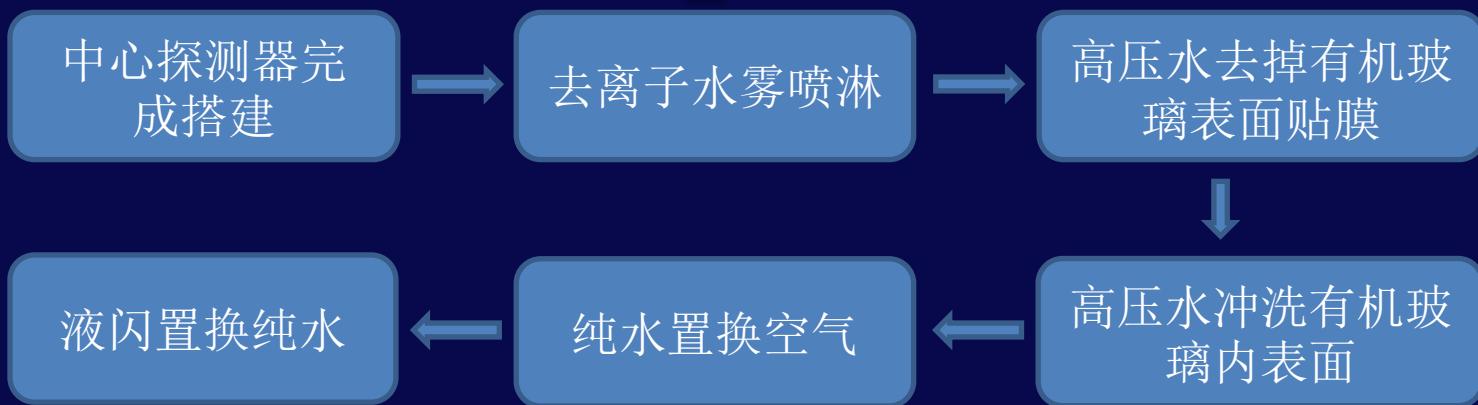 中心探测器完
成搭建
去离子水雾喷淋
高压水去掉有机玻
璃表面贴膜
高压水冲洗有机玻
璃内表面
纯水置换空气
液闪置换纯水